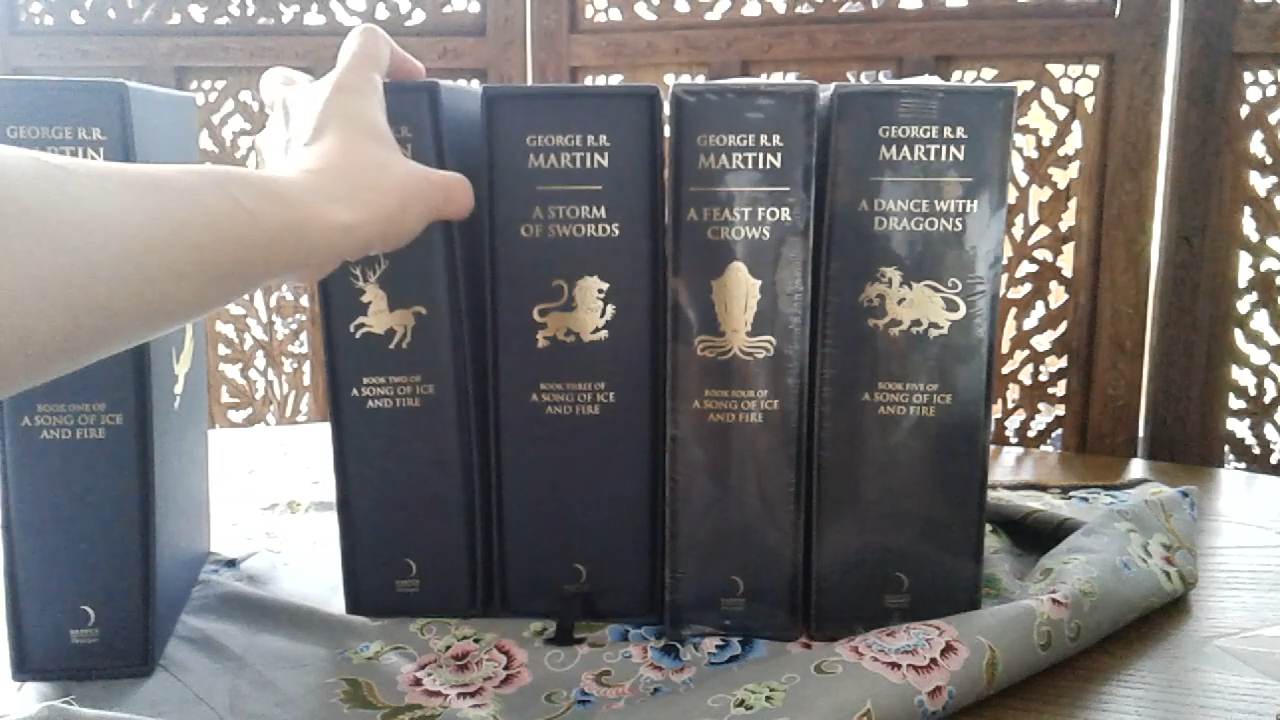 GEORGE R.R.
MARTIN
BOOK ONE OF
A SONG OF ICE
AND FIRE
BOOK TWO OF
A SONG OF ICE
AND FIRE
GEORGE R.R.
MARTIN
A STORM
OF SWORDS
BOOK THREE OF
A SONG OF ICE
AND FIRE
GEORGE R.R.
MARTIN
A FEAST FOR
CROWS
BOOK FOUR OF
A SONG OF ICE
AND FIRE
GEORGE R.R.
MARTIN
A DANCE WITH
DRAGONS
BOOK FIVE OF
A SONG OF ICE
AND FIRE